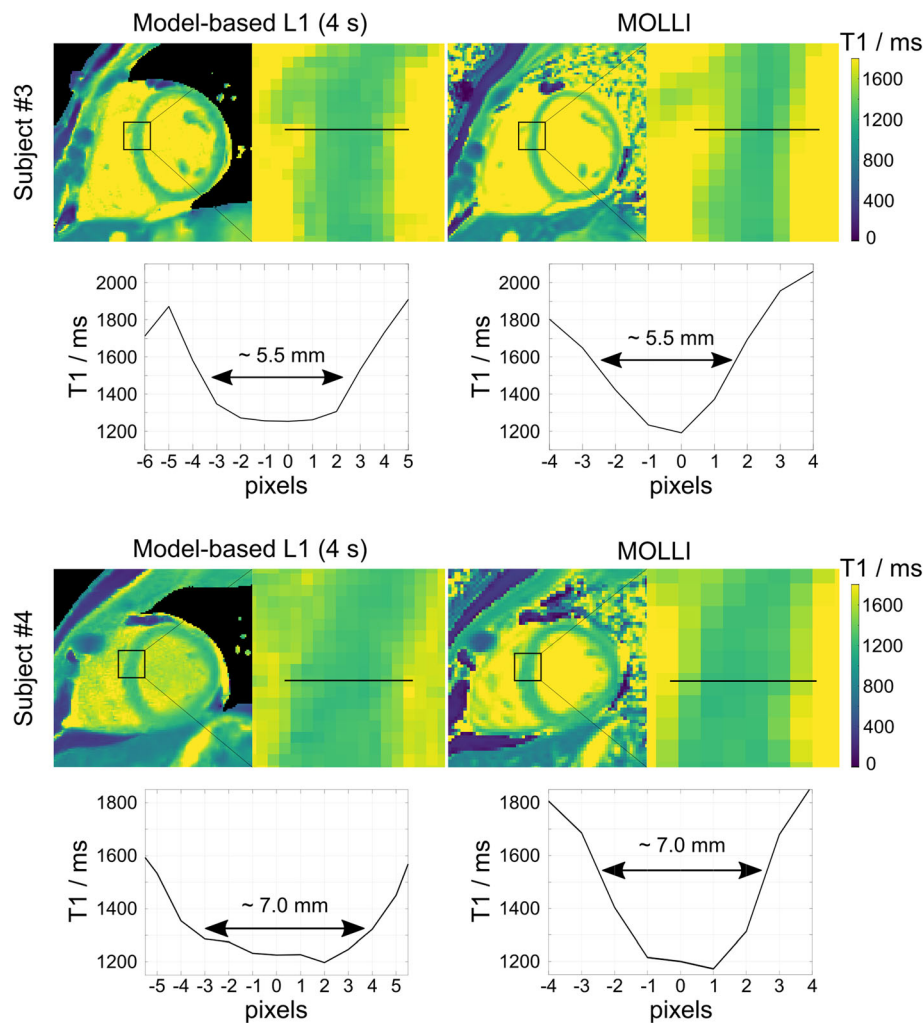 Model-based L1 (4 s)
MOLLI
T1 / ms
Subject #3
1600
1200
800
400
0
2000
1800
1600
1400
1200
T1 / ms
~ 5.5 mm
-6 -5 -4 -3 -2 -1 0 1 2 3 4 5
pixels
2000
1800
1600
1400
1200
T1 / ms
~ 5.5 mm
-4 -3 -2 -1 0 1 2 3 4
pixels
Model-based L1 (4 s)
MOLLI
T1 / ms
Subject #4
1600
1200
800
400
0
1800
1600
1400
1200
T1 / ms
~ 7.0 mm
-5 -4 -3 -2 -1 0 1 2 3 4 5
pixels
1800
1600
1400
1200
T1 / ms
~ 7.0 mm
-4 -3 -2 -1 0 1 2 3 4
pixels